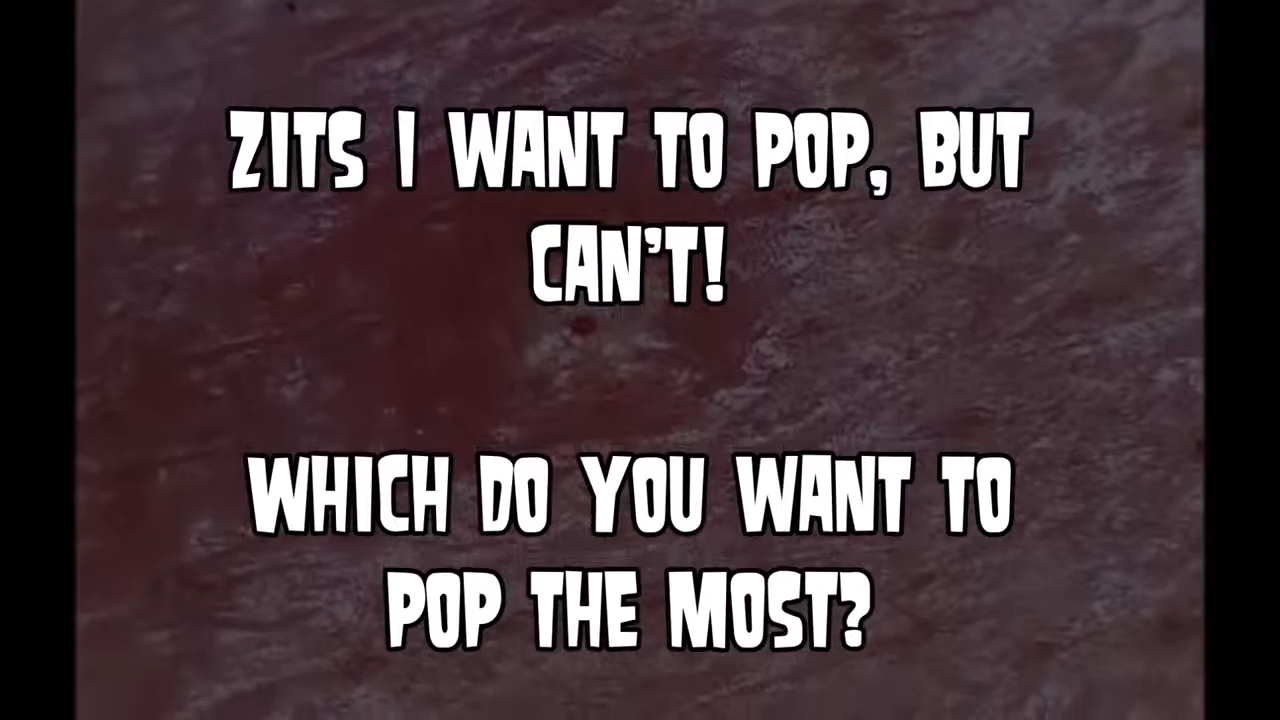 ZITS I WANT TO POP, BUT
CAN'T!
WHICH DO YOU WANT TO
POP THE MOST?